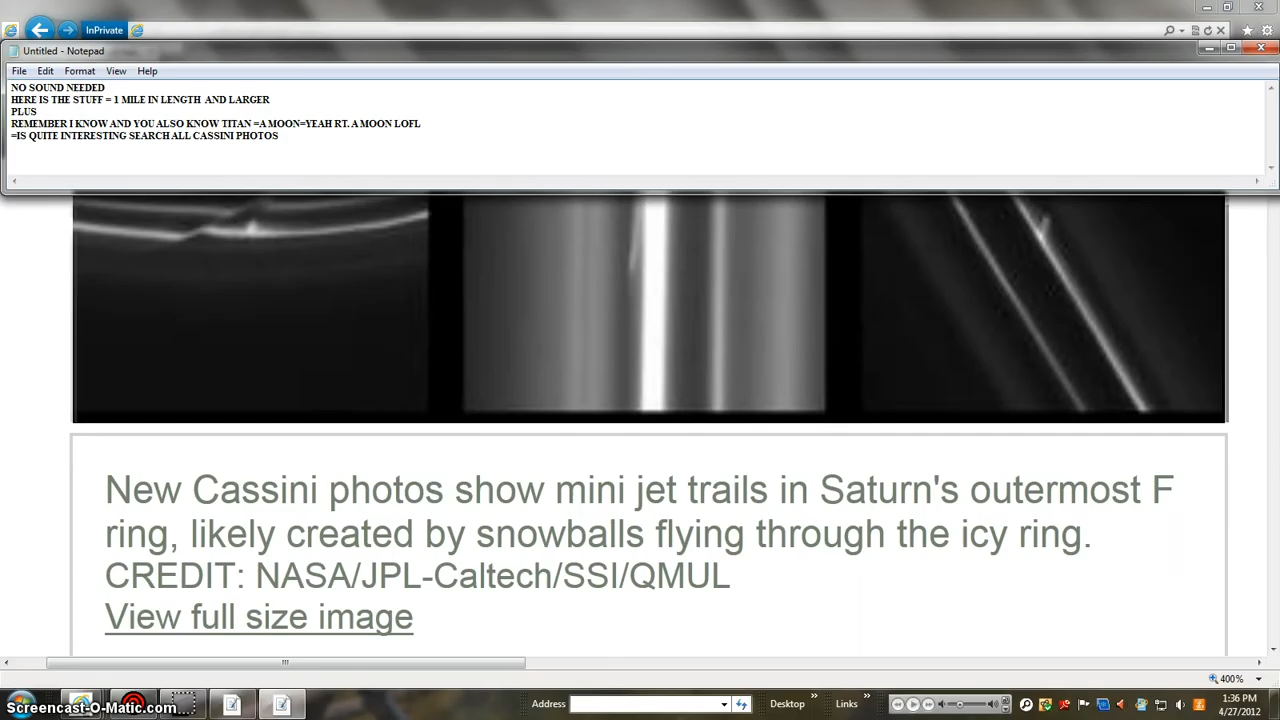 InPrivate
Untitled - Notepad
File Edit Format View Help
NO SOUND NEEDED
HERE IS THE STUFF = 1 MILE IN LENGTH AND LARGER
PLUS
REMEMBER I KNOW AND YOU ALSO KNOW TITAN =A MOON=YEAH RT. A MOON LOFL
=IS QUITE INTERESTING SEARCH ALL CASSINI PHOTOS
New Cassini photos show mini jet trails in Saturn's outermost F
ring, likely created by snowballs flying through the icy ring.
CREDIT: NASA/JPL-Caltech/SSI/QMUL
View full size image
400%
Address Desktop Links 1:36 PM
4/27/2012
Screencast-O-Matic.com